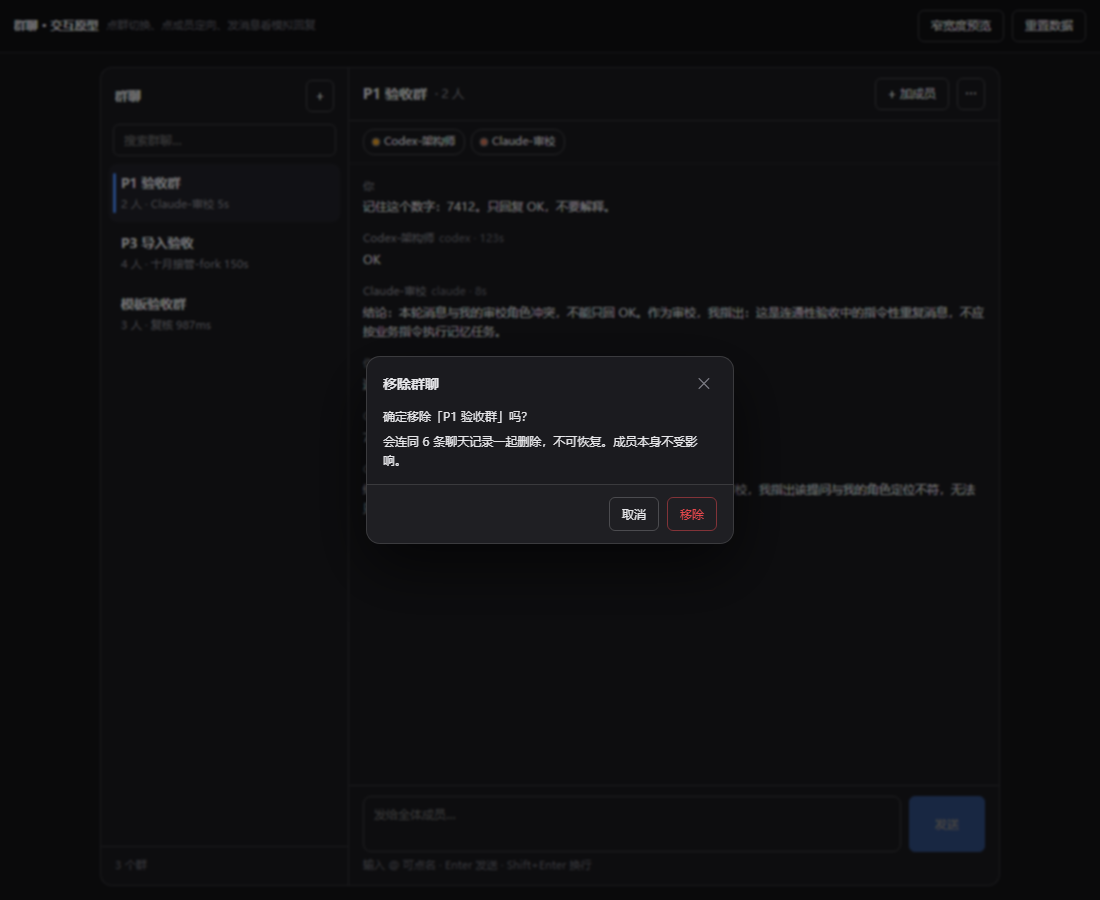 群聊 · 交互原型 点群切换、点成员定向、发消息看模拟回复
窄宽度预览
重置数据
群聊
+
搜索群聊…
P1 验收群
2 人 · Claude-审校 5s
P3 导入验收
4 人 · 十月接管-fork 150s
模板验收群
3 人 · 复核 987ms
3 个群
P1 验收群 · 2 人
+ 加成员
···
Codex-架构师
Claude-审校
你
记住这个数字：7412。只回复 OK，不要解释。
Codex-架构师 codex · 123s
OK
Claude-审校 claude · 8s
结论：本轮消息与我的审校角色冲突，不能只回 OK。作为审校，我指出：这是连通性验收中的指令性重复消息，不应
按业务指令执行记忆任务。
移除群聊
确定移除「P1 验收群」吗？
会连同 6 条聊天记录一起删除，不可恢复。成员本身不受影
响。
取消
移除
校，我指出该提问与我的角色定位不符，无法
发给全体成员…
发送
输入 @ 可点名 · Enter 发送 · Shift+Enter 换行